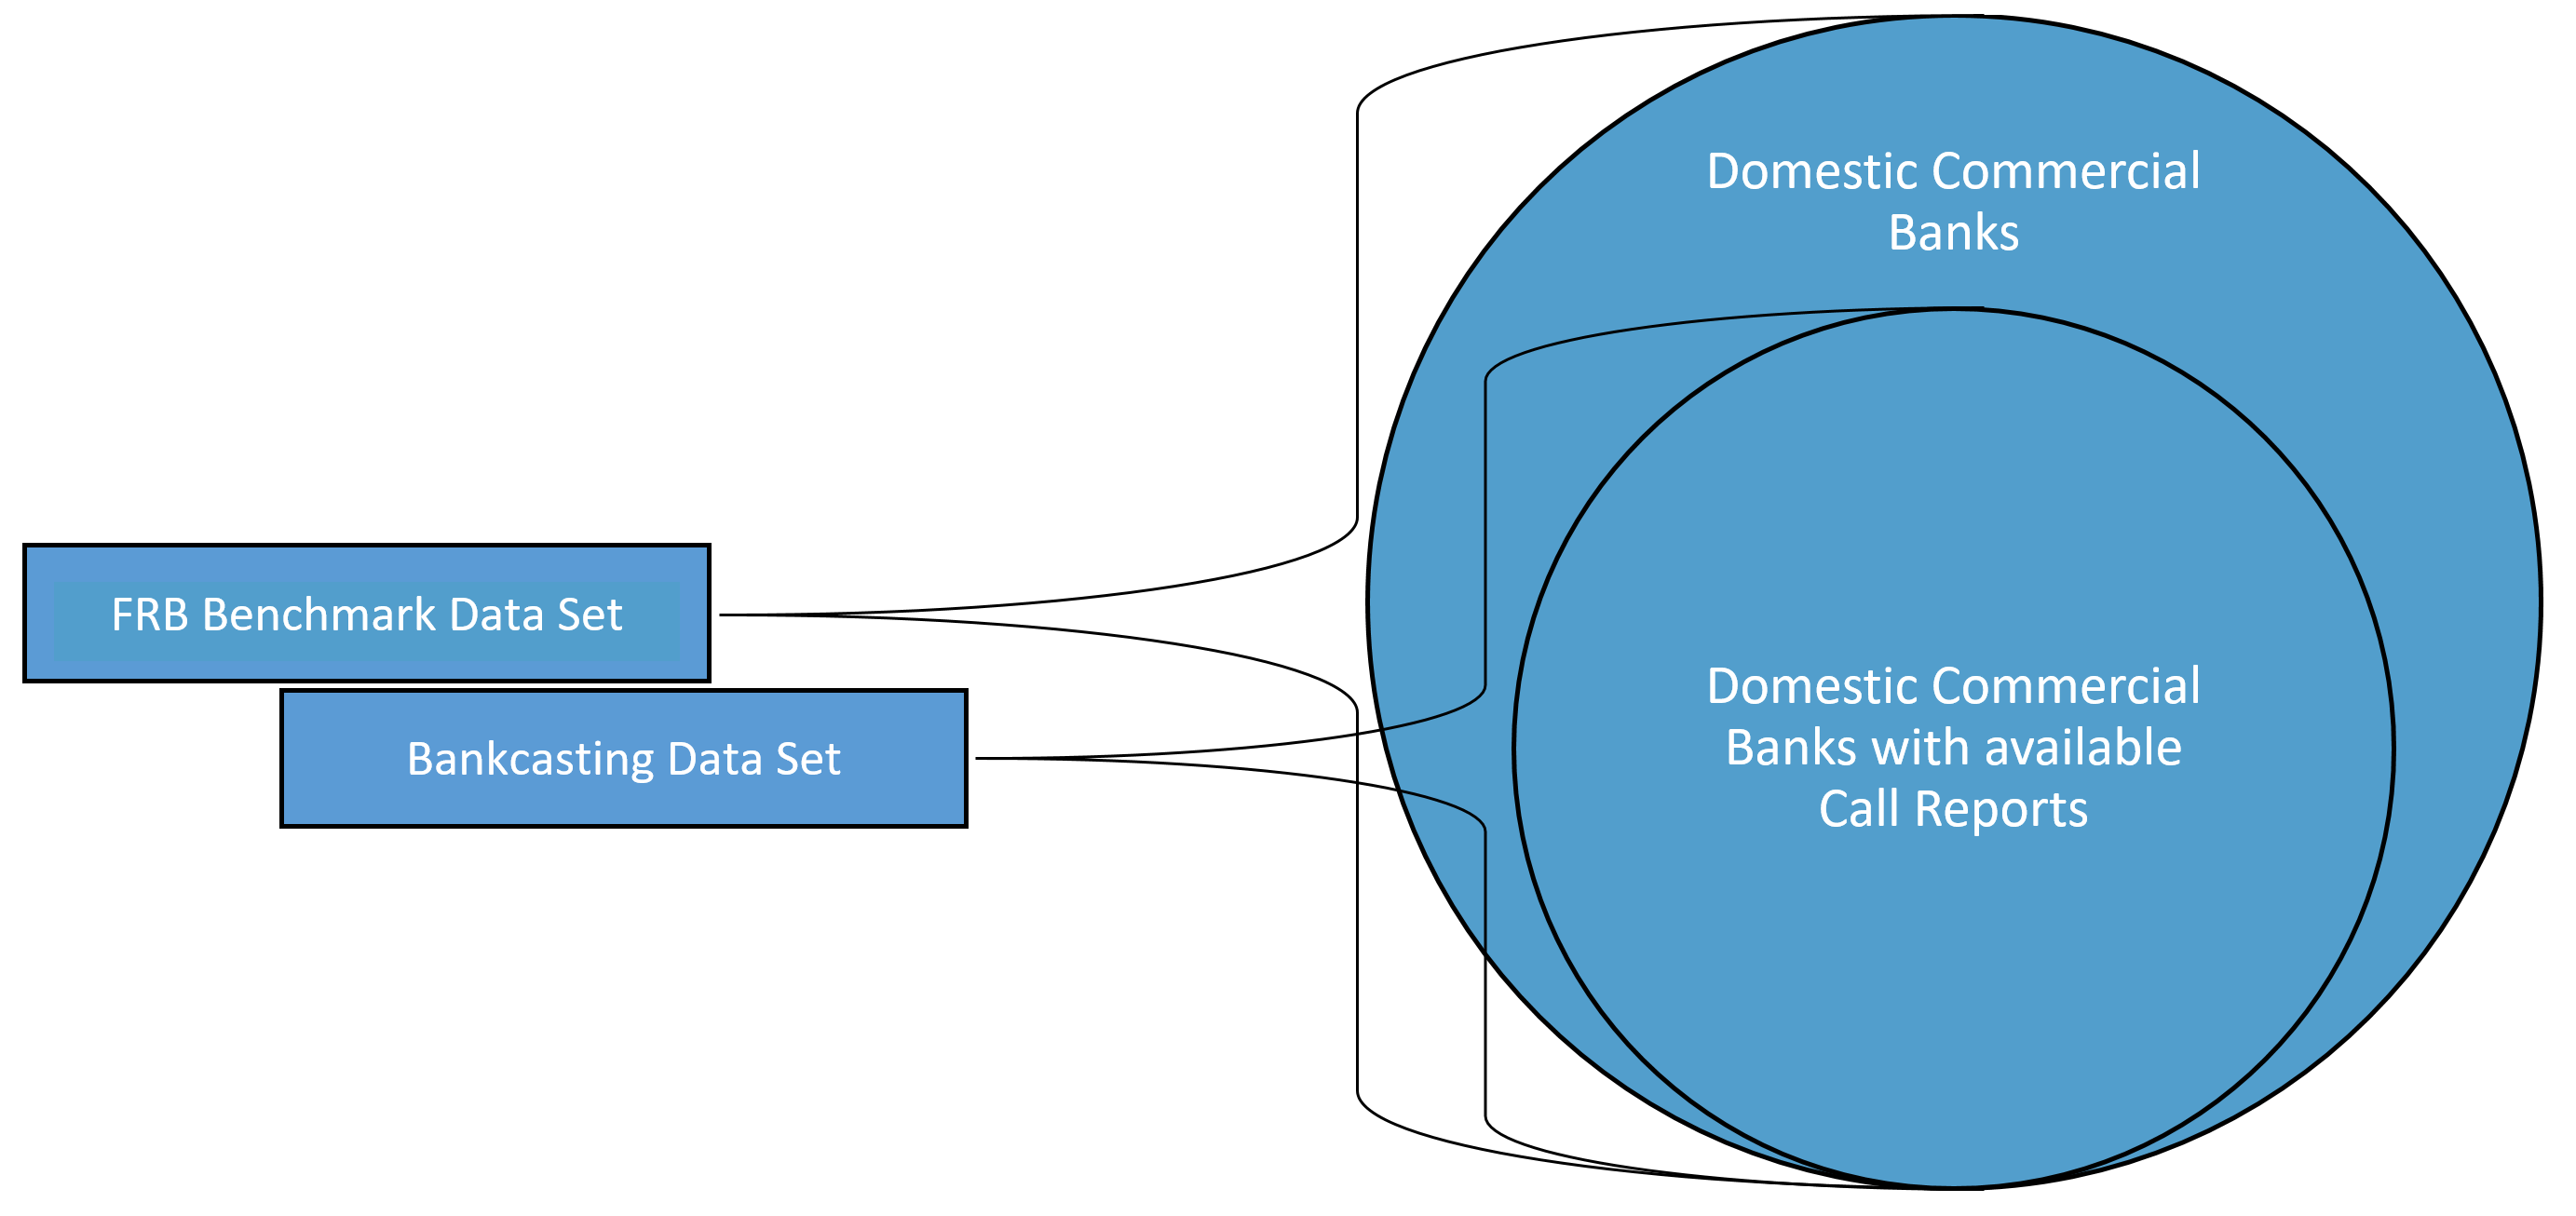 Domestic Commercial
Banks
FRB Benchmark Data Set
Bankcasting Data Set
Domestic Commercial
Banks with available
Call Reports